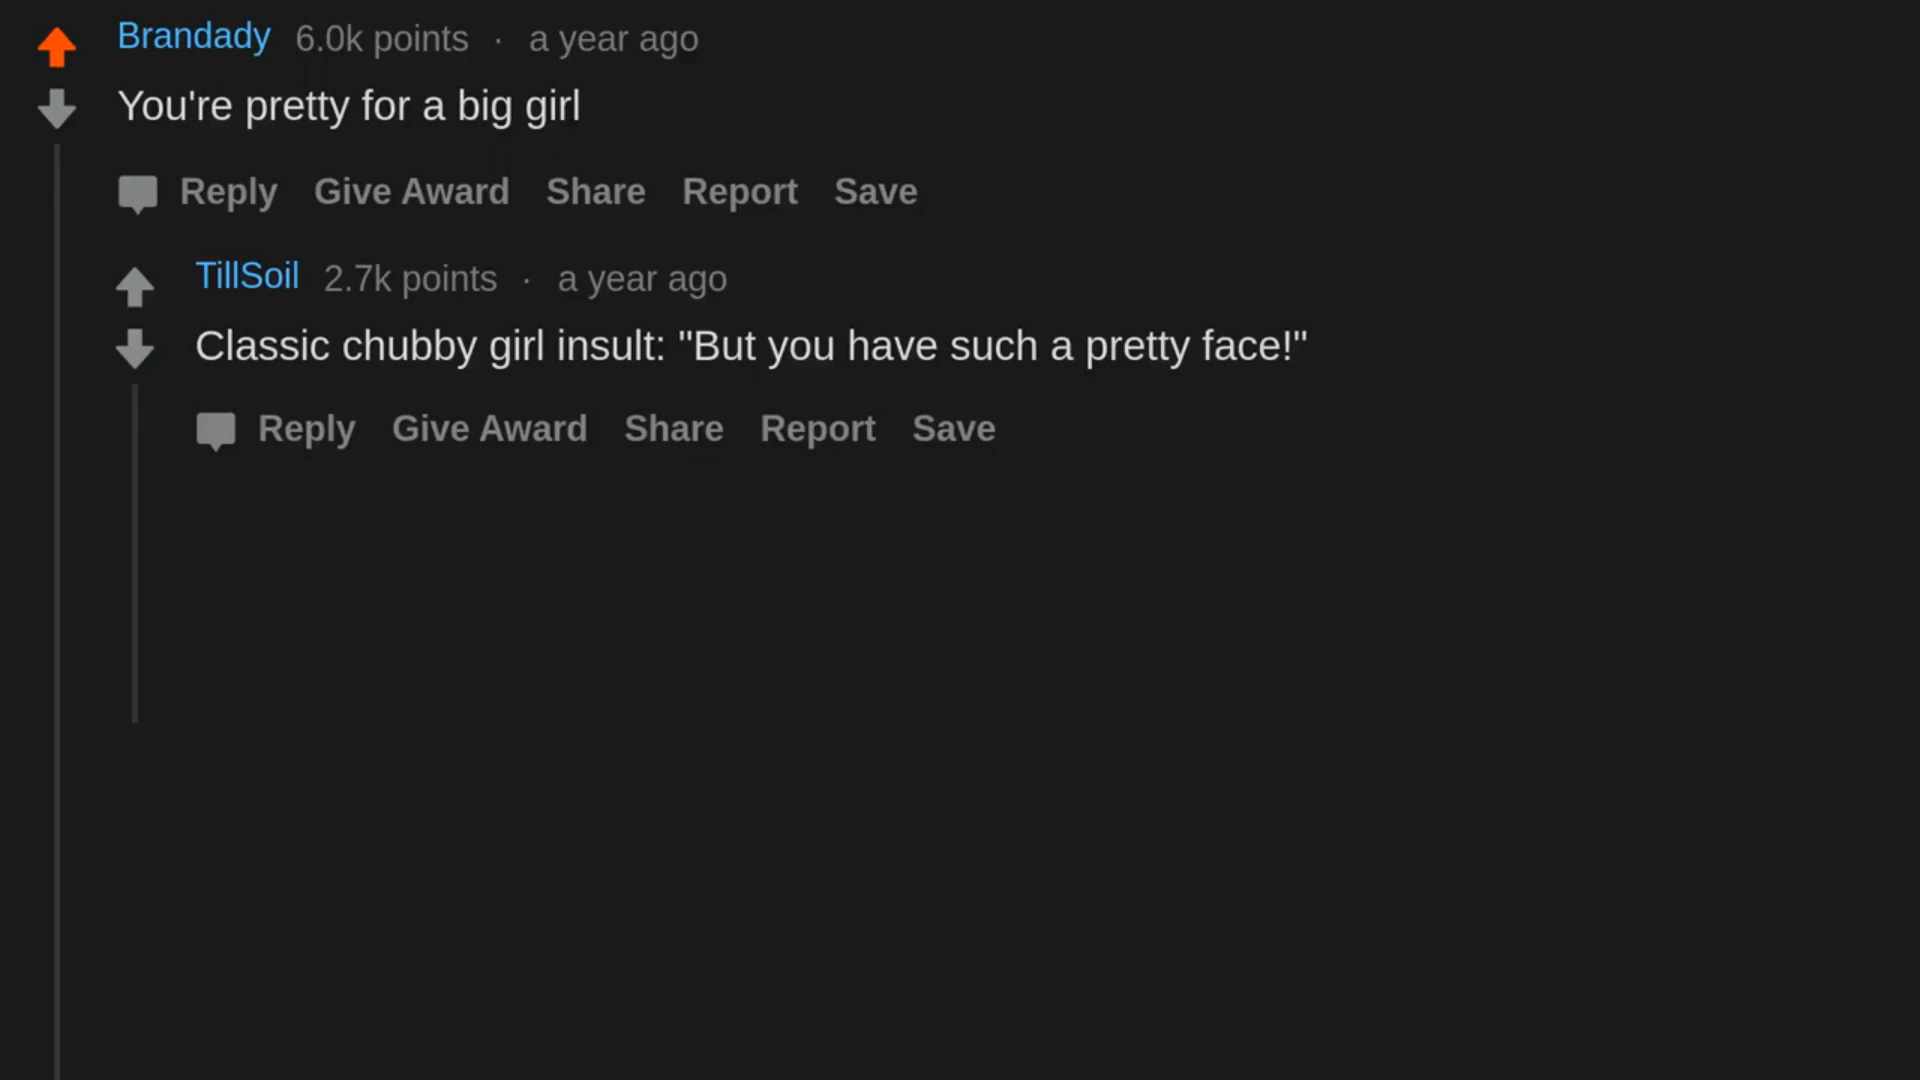 Brandady 6.0k points · a year ago
You're pretty for a big girl
Reply Give Award Share Report Save
TillSoil 2.7k points · a year ago
Classic chubby girl insult: "But you have such a pretty face!"
Reply Give Award Share Report Save